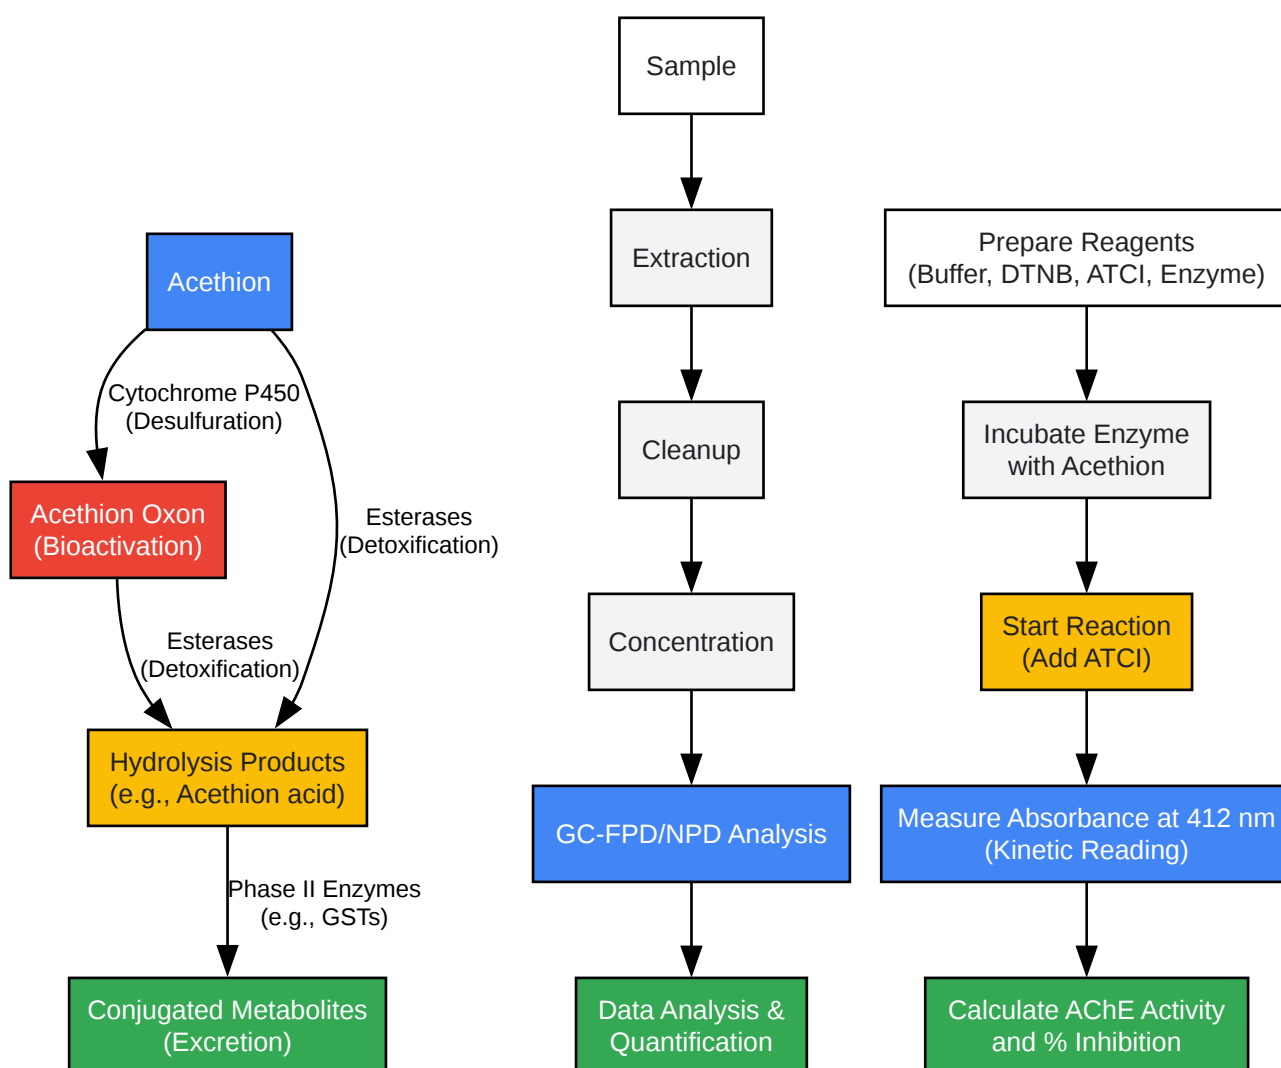 Acethion
Cytochrome P450
(Desulfuration)
Acethion Oxon
(Bioactivation)
Esterases
(Detoxification)
Esterases
(Detoxification)
Hydrolysis Products
(e.g., Acethion acid)
Phase II Enzymes
(e.g., GSTs)
Conjugated Metabolites
(Excretion)
Sample
Extraction
Cleanup
Concentration
GC-FPD/NPD Analysis
Data Analysis &
Quantification
Prepare Reagents
(Buffer, DTNB, ATCI, Enzyme)
Incubate Enzyme
with Acethion
Start Reaction
(Add ATCI)
Measure Absorbance at 412 nm
(Kinetic Reading)
Calculate AChE Activity
and % Inhibition